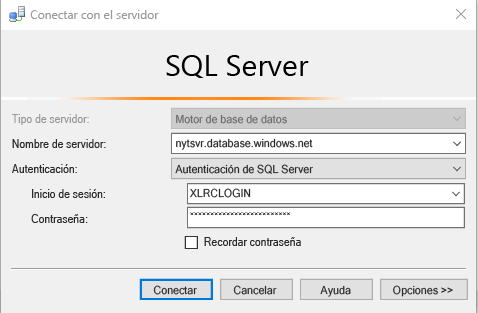 Conectar con el servidor
SQL Server
Tipo de servidor: Motor de base de datos
Nombre de servidor: nytsvr.database.windows.net
Autenticación: Autenticación de SQL Server
Inicio de sesión: XLRCLOGIN
Contraseña: ×××××××××××××××××××××××××
Recordar contraseña
Conectar Cancelar Ayuda Opciones >>